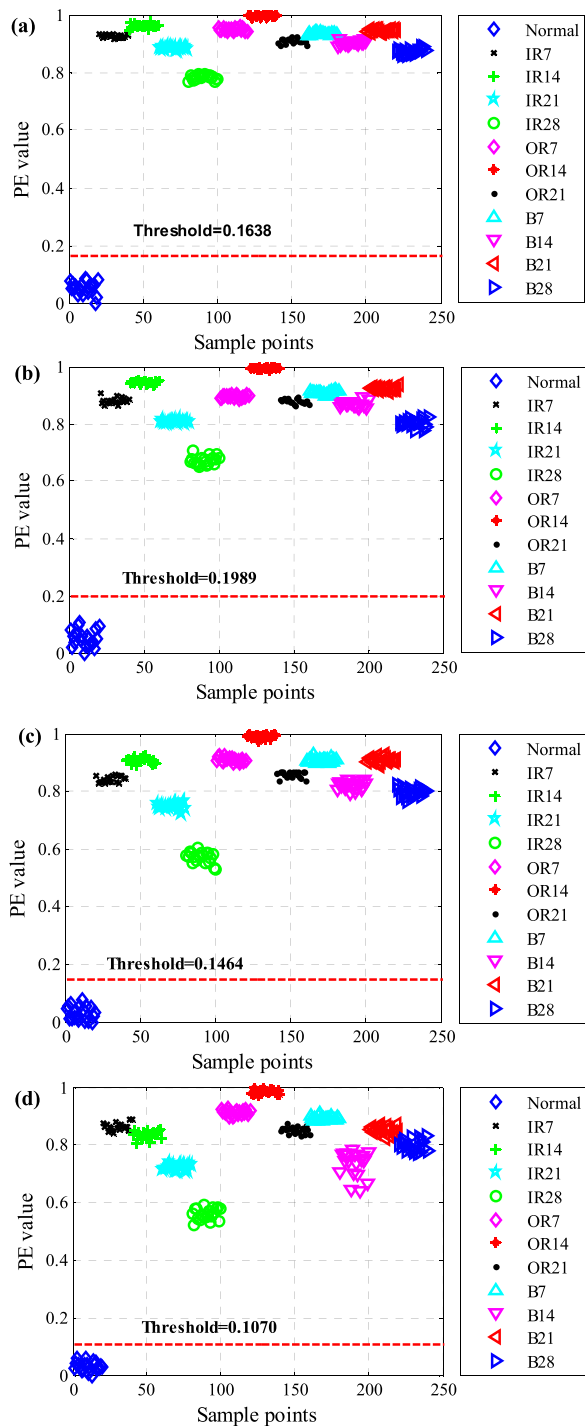 (a)
PE value
1
0.8
0.6
0.4
0.2
0
Threshold=0.1638
0 50 100 150 200 250
Sample points
Normal
IR7
IR14
IR21
IR28
OR7
OR14
OR21
B7
B14
B21
B28
(b)
PE value
1
0.8
0.6
0.4
0.2
0
Threshold=0.1989
0 50 100 150 200 250
Sample points
Normal
IR7
IR14
IR21
IR28
OR7
OR14
OR21
B7
B14
B21
B28
(c)
PE value
1
0.8
0.6
0.4
0.2
0
Threshold=0.1464
0 50 100 150 200 250
Sample points
Normal
IR7
IR14
IR21
IR28
OR7
OR14
OR21
B7
B14
B21
B28
(d)
PE value
1
0.8
0.6
0.4
0.2
0
Threshold=0.1070
0 50 100 150 200 250
Sample points
Normal
IR7
IR14
IR21
IR28
OR7
OR14
OR21
B7
B14
B21
B28